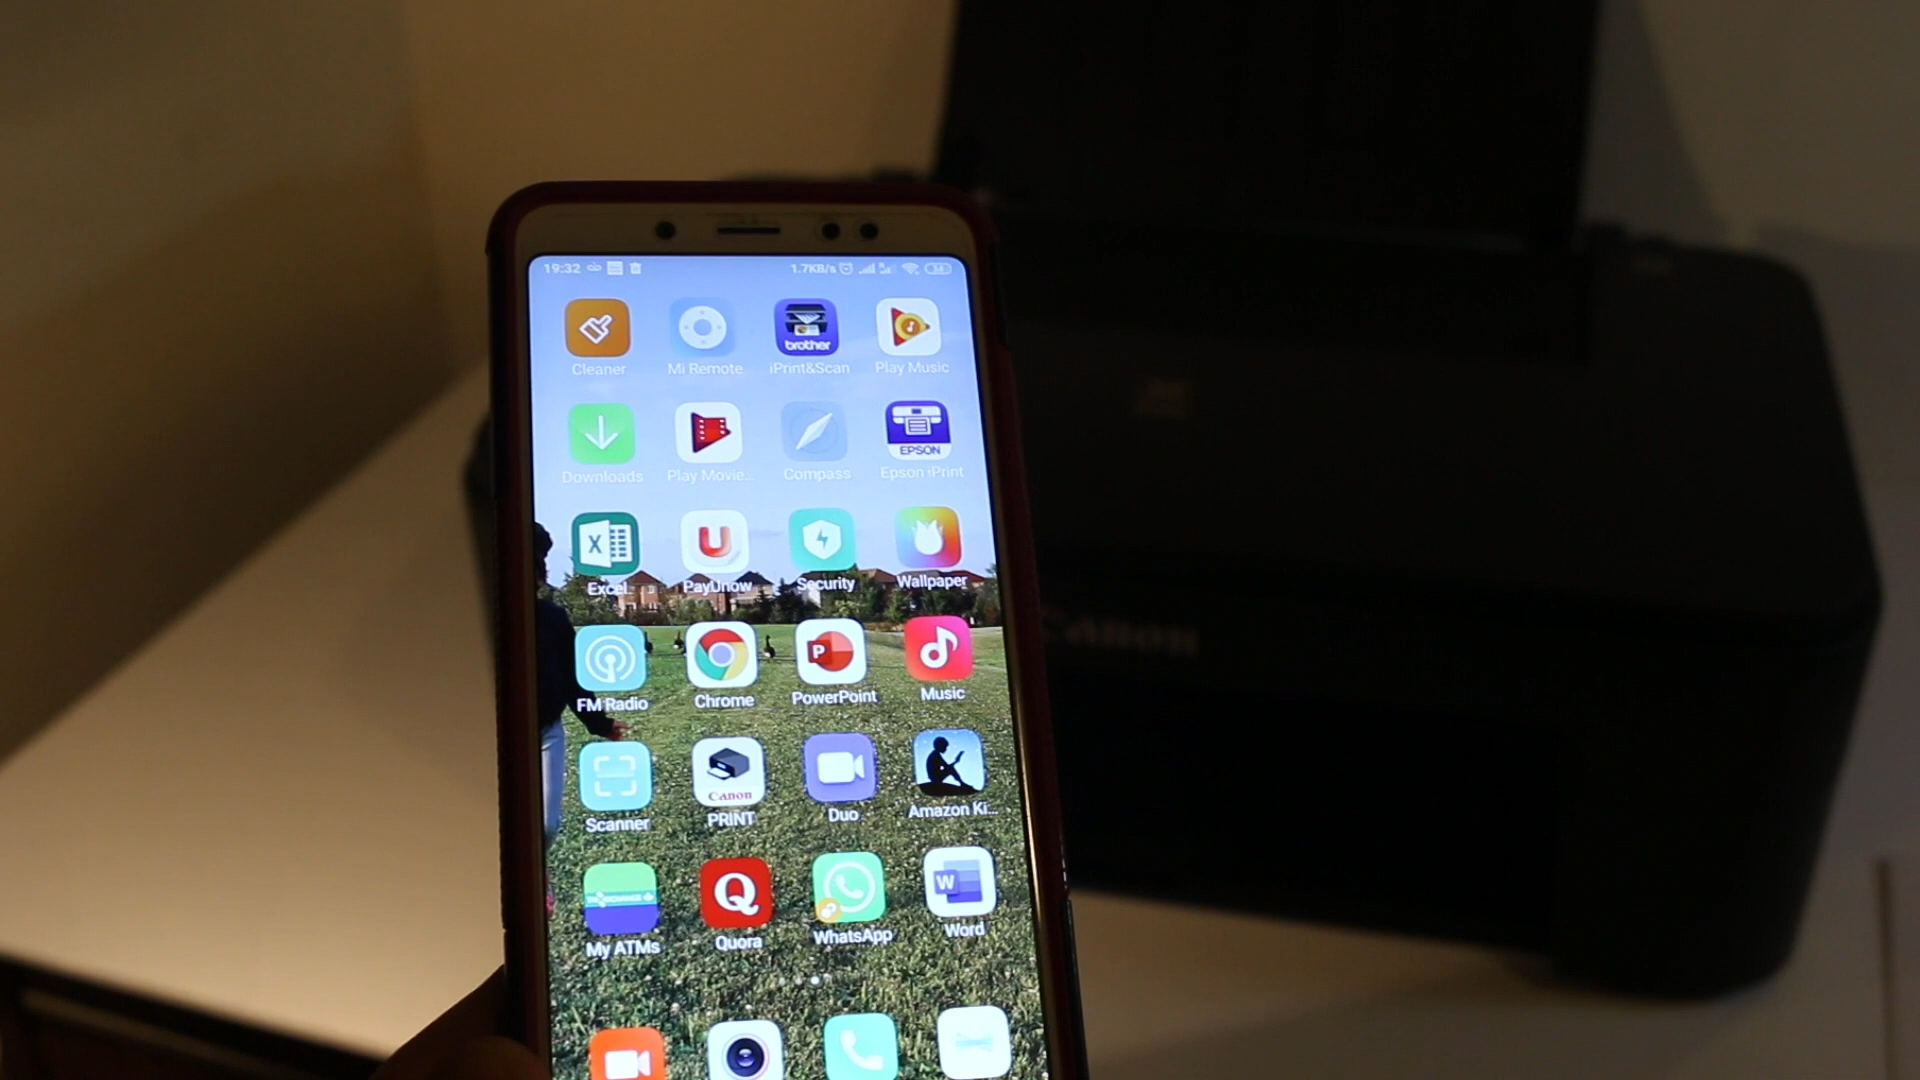 19:32 1.7KB/s 34
brother
Cleaner Mi Remote iPrint&Scan Play Music
EPSON
Downloads Play Movie... Compass Epson iPrint
X U
Excel PayUnow Security Wallpaper
P
FM Radio Chrome PowerPoint Music
Canon
Scanner PRINT Duo Amazon Ki...
Q W
My ATMs Quora WhatsApp Word
Canon